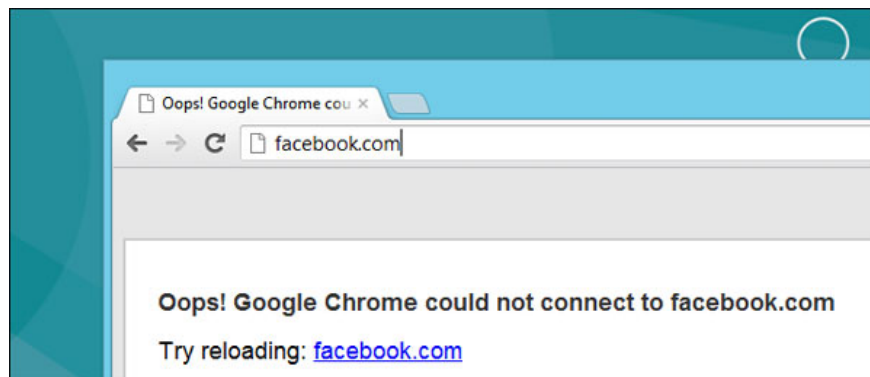 Oops! Google Chrome cou
facebook.com
Oops! Google Chrome could not connect to facebook.com
Try reloading: facebook.com